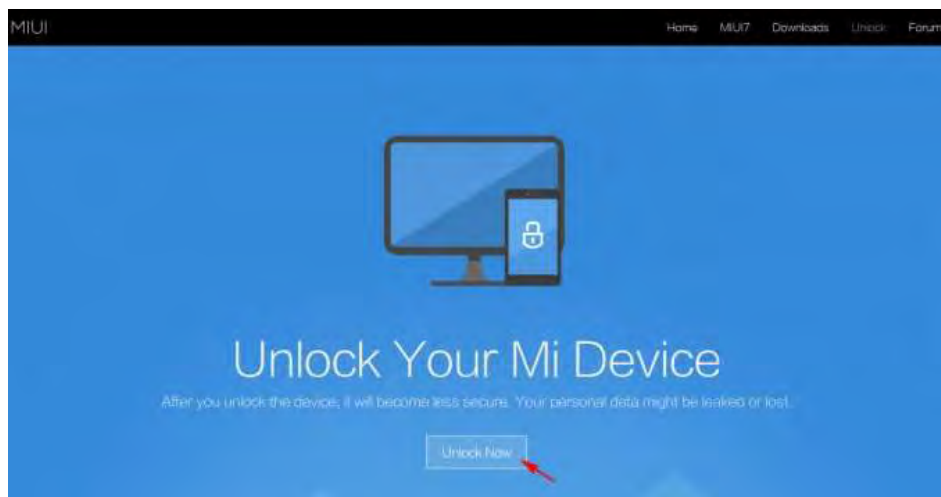 MIUI
Home MIUI7 Downloads Unlock Forum
Unlock Your Mi Device
After you unlock the device, it will become less secure. Your personal data might be leaked or lost.
Unlock Now